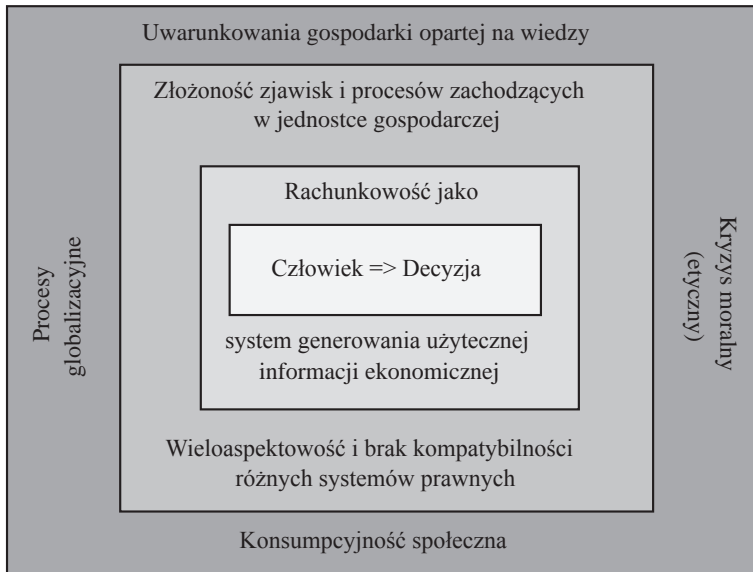 Uwarunkowania gospodarki opartej na wiedzy
Złożoność zjawisk i procesów zachodzących
w jednostce gospodarczej
Rachunkowość jako
Człowiek => Decyzja
system generowania użytecznej
informacji ekonomicznej
Wieloaspektowość i brak kompatybilności
różnych systemów prawnych
Procesy
globalizacyjne
Kryzys moralny
(etyczny)
Konsumpcyjność społeczna